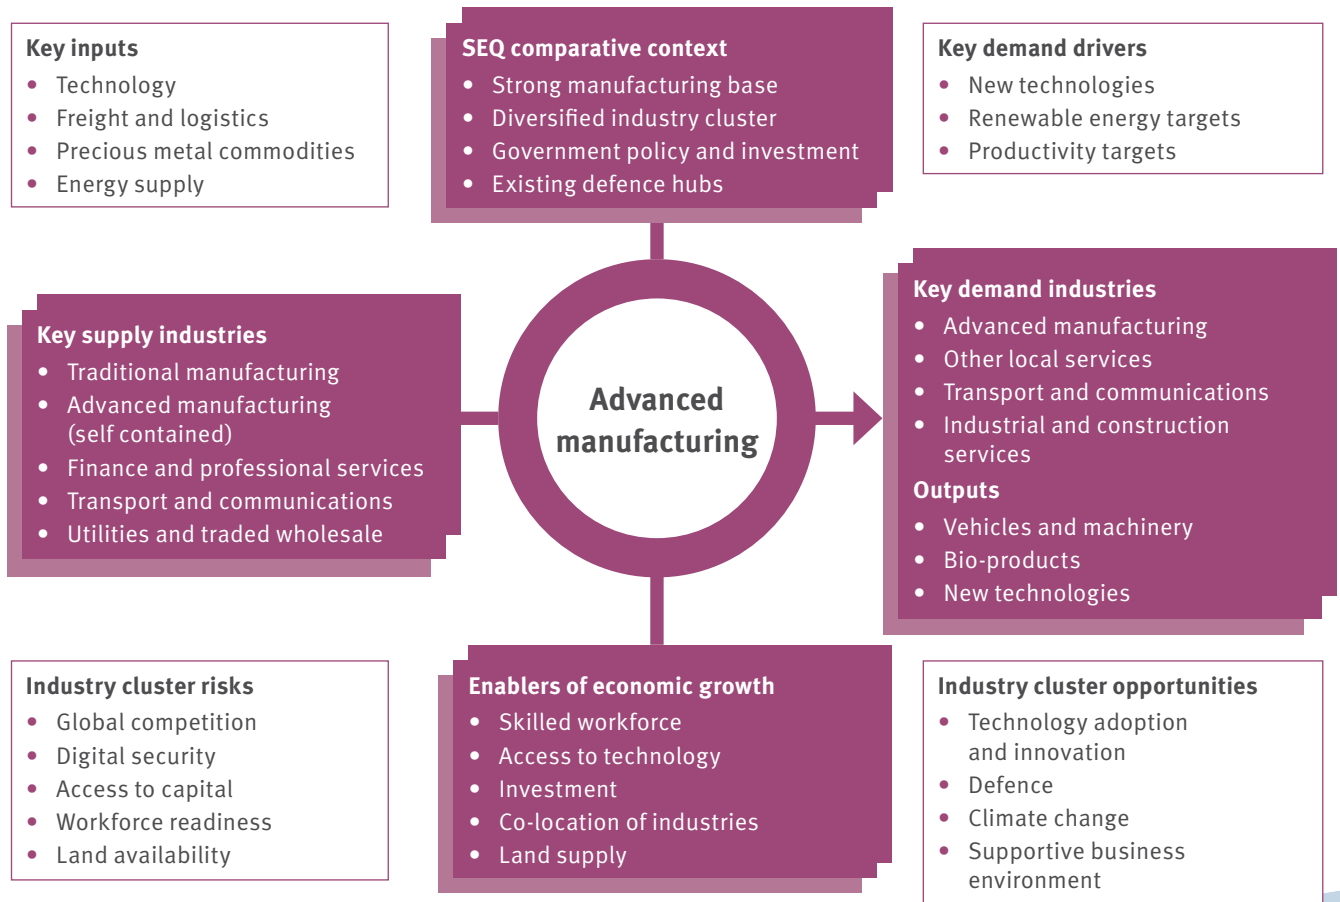 Key inputs
• Technology
• Freight and logistics
• Precious metal commodities
• Energy supply
SEQ comparative context
• Strong manufacturing base
• Diversified industry cluster
• Government policy and investment
• Existing defence hubs
Key demand drivers
• New technologies
• Renewable energy targets
• Productivity targets
Key supply industries
• Traditional manufacturing
• Advanced manufacturing
(self contained)
• Finance and professional services
• Transport and communications
• Utilities and traded wholesale
Advanced
manufacturing
Key demand industries
• Advanced manufacturing
• Other local services
• Transport and communications
• Industrial and construction
services
Outputs
• Vehicles and machinery
• Bio-products
• New technologies
Industry cluster risks
• Global competition
• Digital security
• Access to capital
• Workforce readiness
• Land availability
Enablers of economic growth
• Skilled workforce
• Access to technology
• Investment
• Co-location of industries
• Land supply
Industry cluster opportunities
• Technology adoption
and innovation
• Defence
• Climate change
• Supportive business
environment